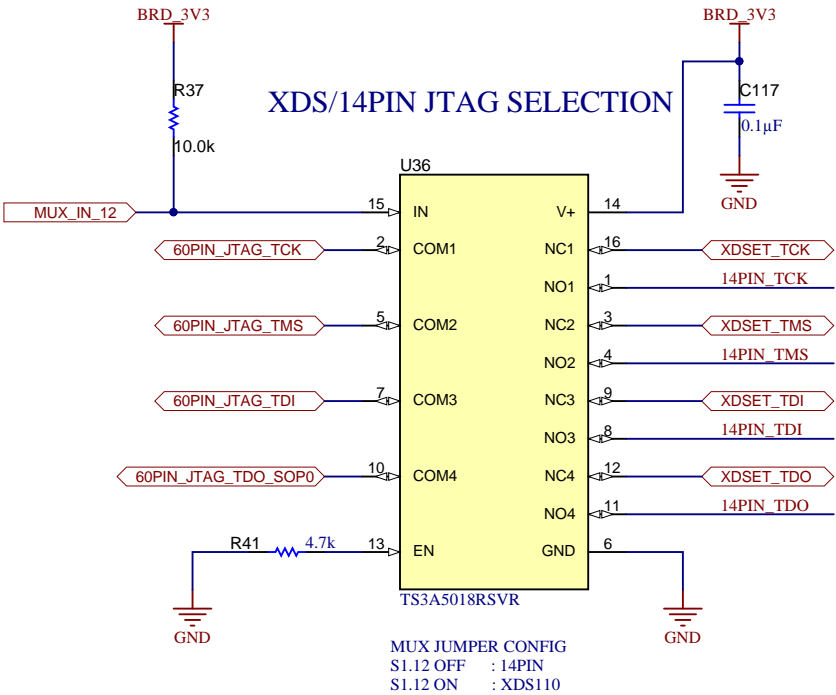 BRD_3V3
BRD_3V3
R37
10.0k
XDS/14PIN JTAG SELECTION
C117
0.1µF
GND
U36
MUX_IN_12
15
IN
V+
14
60PIN_JTAG_TCK
2
COM1
NC1
16
XDSET_TCK
NO1
1
14PIN_TCK
60PIN_JTAG_TMS
5
COM2
NC2
3
XDSET_TMS
NO2
4
14PIN_TMS
60PIN_JTAG_TDI
7
COM3
NC3
9
XDSET_TDI
NO3
8
14PIN_TDI
60PIN_JTAG_TDO_SOP0
10
COM4
NC4
12
XDSET_TDO
NO4
11
14PIN_TDO
R41
4.7k
13
EN
GND
6
TS3A5018RSVR
GND
GND
MUX JUMPER CONFIG
S1.12 OFF : 14PIN
S1.12 ON : XDS110